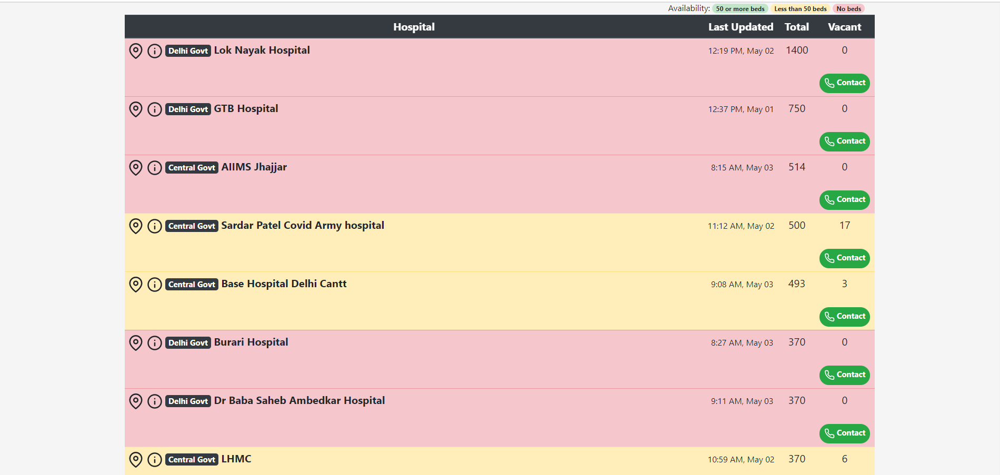 Availability: 50 or more beds Less than 50 beds No beds
Hospital Last Updated Total Vacant
Delhi Govt Lok Nayak Hospital 12:19 PM, May 02 1400 0
Contact
Delhi Govt GTB Hospital 12:37 PM, May 01 750 0
Contact
Central Govt AIIMS Jhajjar 8:15 AM, May 03 514 0
Contact
Central Govt Sardar Patel Covid Army hospital 11:12 AM, May 02 500 17
Contact
Central Govt Base Hospital Delhi Cantt 9:08 AM, May 03 493 3
Contact
Delhi Govt Burari Hospital 8:27 AM, May 03 370 0
Contact
Delhi Govt Dr Baba Saheb Ambedkar Hospital 9:11 AM, May 03 370 0
Contact
Central Govt LHMC 10:59 AM, May 02 370 6